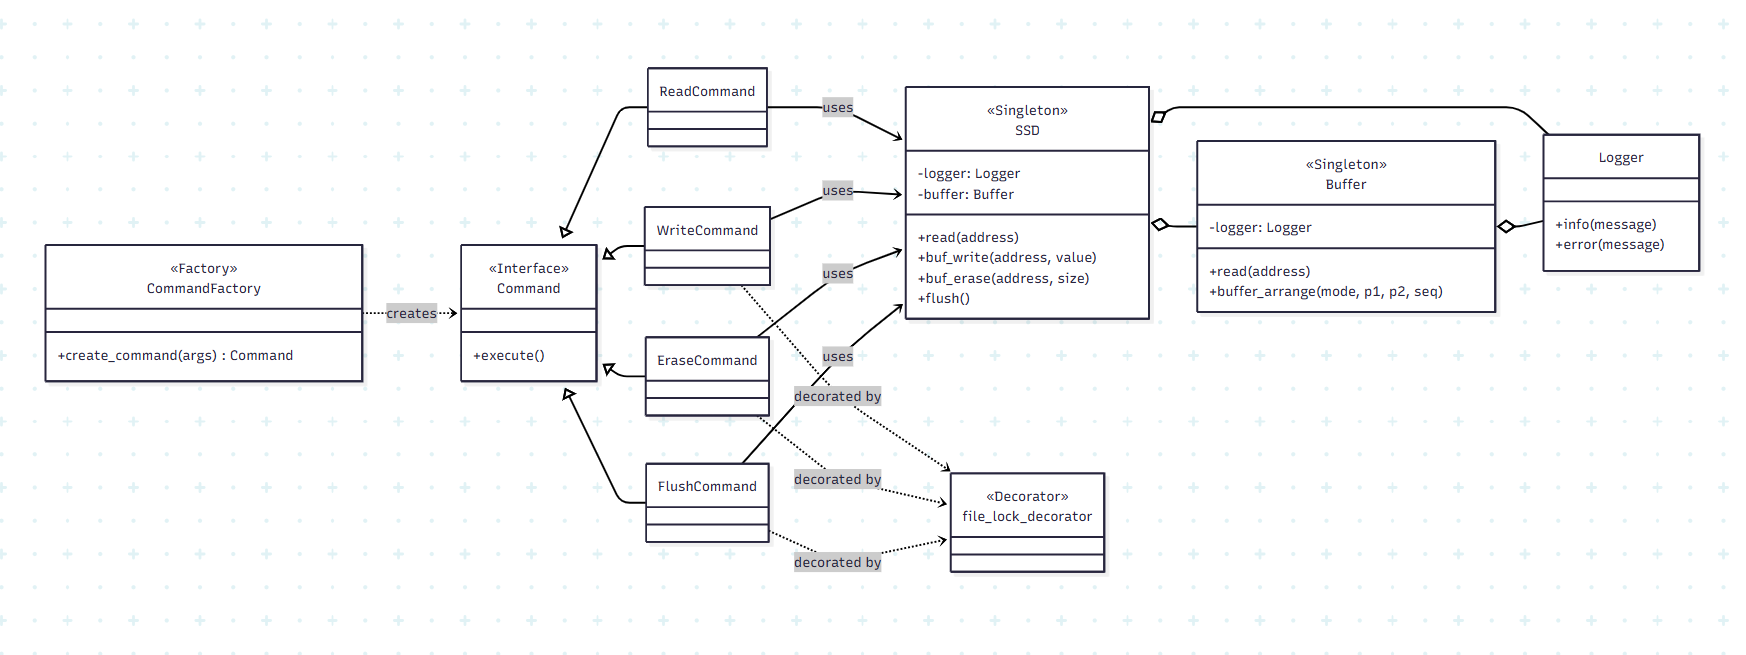 «Factory»
CommandFactory
+create_command(args) : Command
creates
«Interface»
Command
+execute()
ReadCommand
WriteCommand
EraseCommand
FlushCommand
uses
uses
uses
uses
decorated by
decorated by
decorated by
«Singleton»
SSD
-logger: Logger
-buffer: Buffer
+read(address)
+buf_write(address, value)
+buf_erase(address, size)
+flush()
«Decorator»
file_lock_decorator
«Singleton»
Buffer
-logger: Logger
+read(address)
+buffer_arrange(mode, p1, p2, seq)
Logger
+info(message)
+error(message)